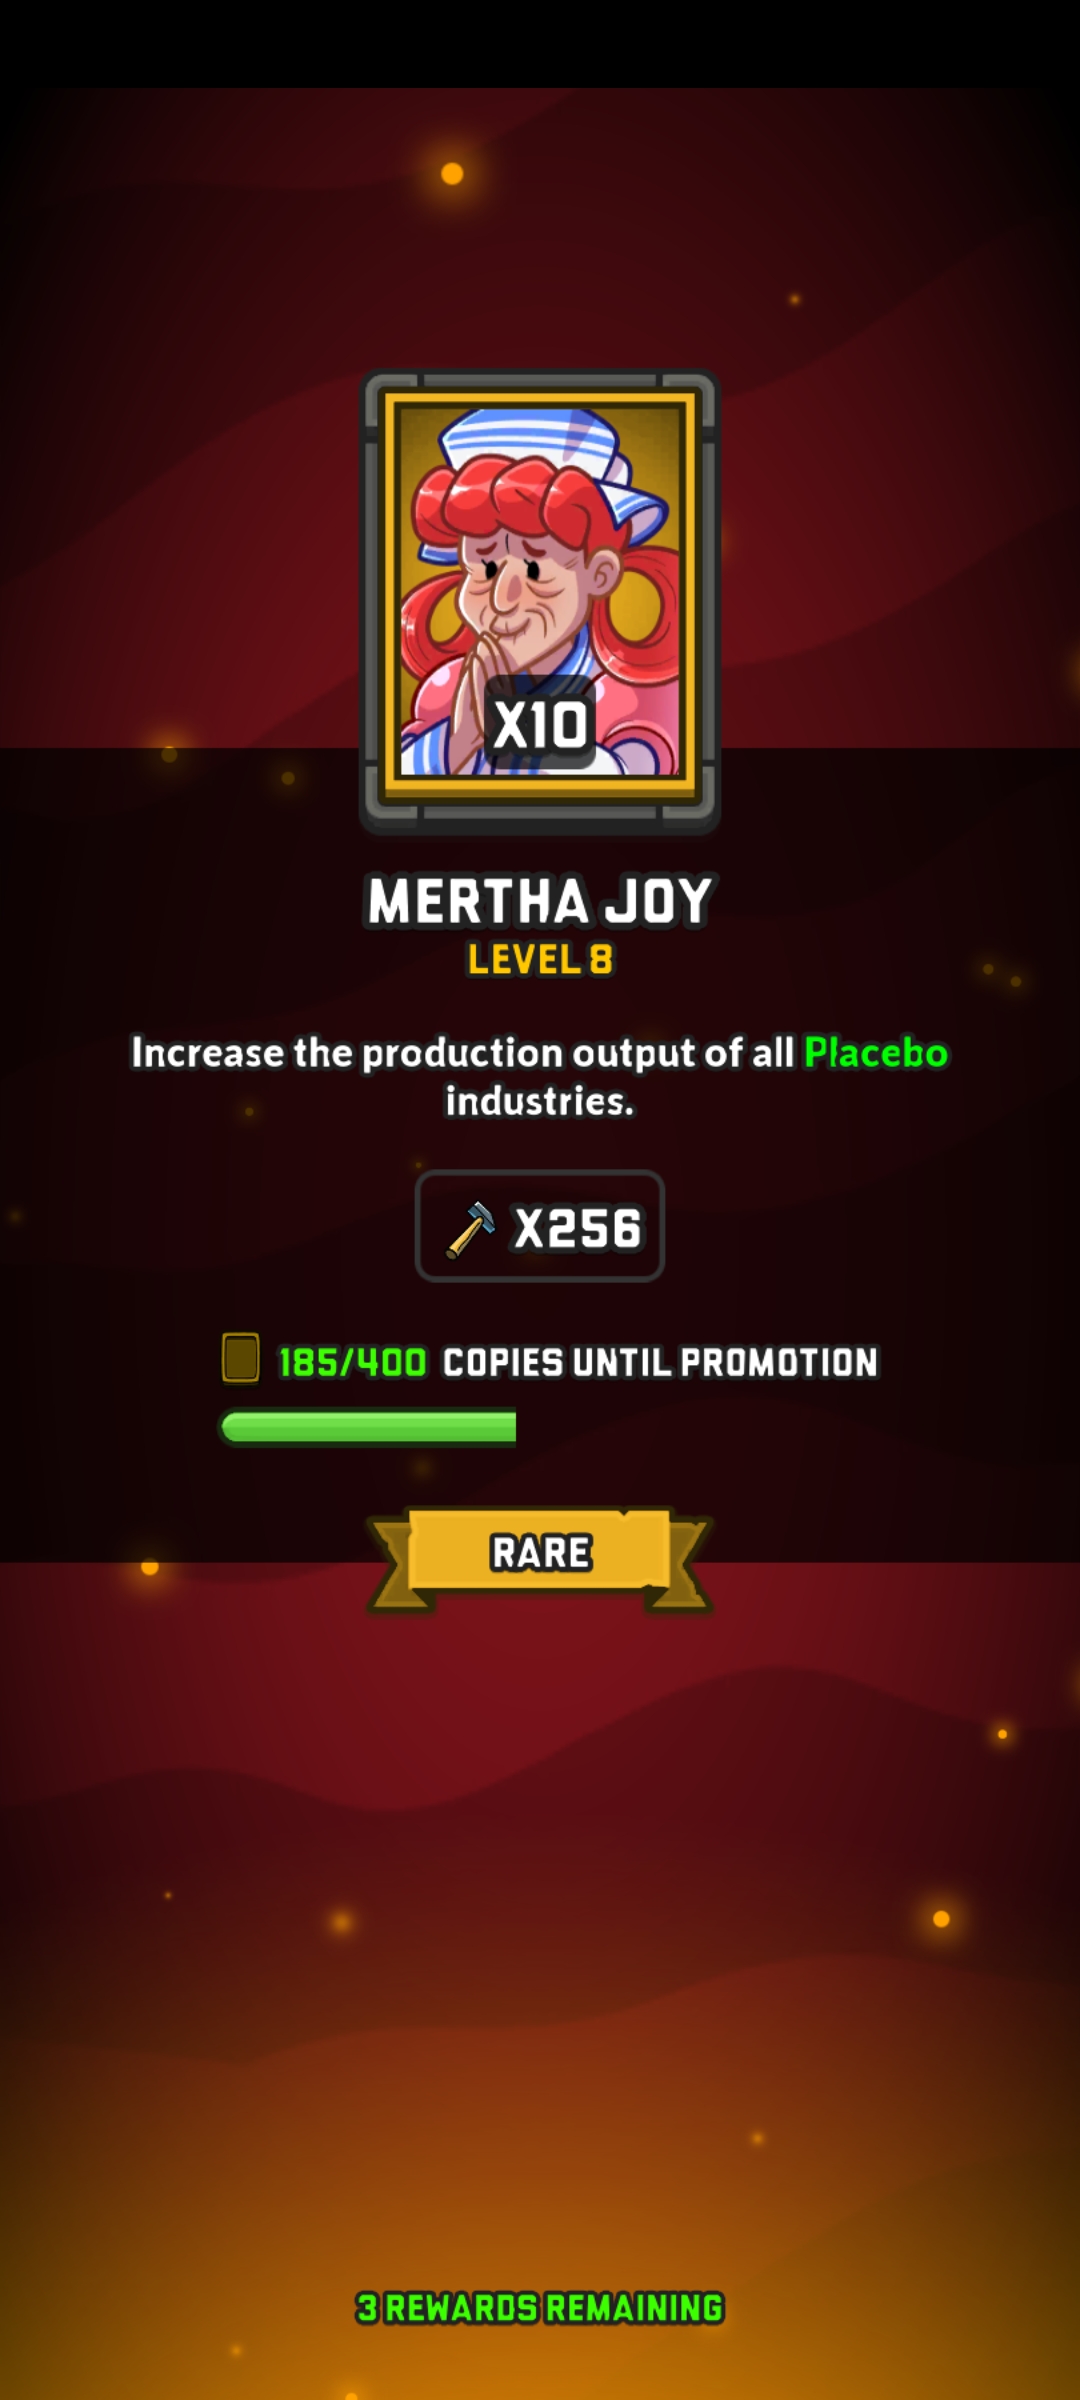 X10
MERTHA JOY
LEVEL 8
Increase the production output of all Placebo
industries.
X256
185/400 COPIES UNTIL PROMOTION
RARE
3 REWARDS REMAINING